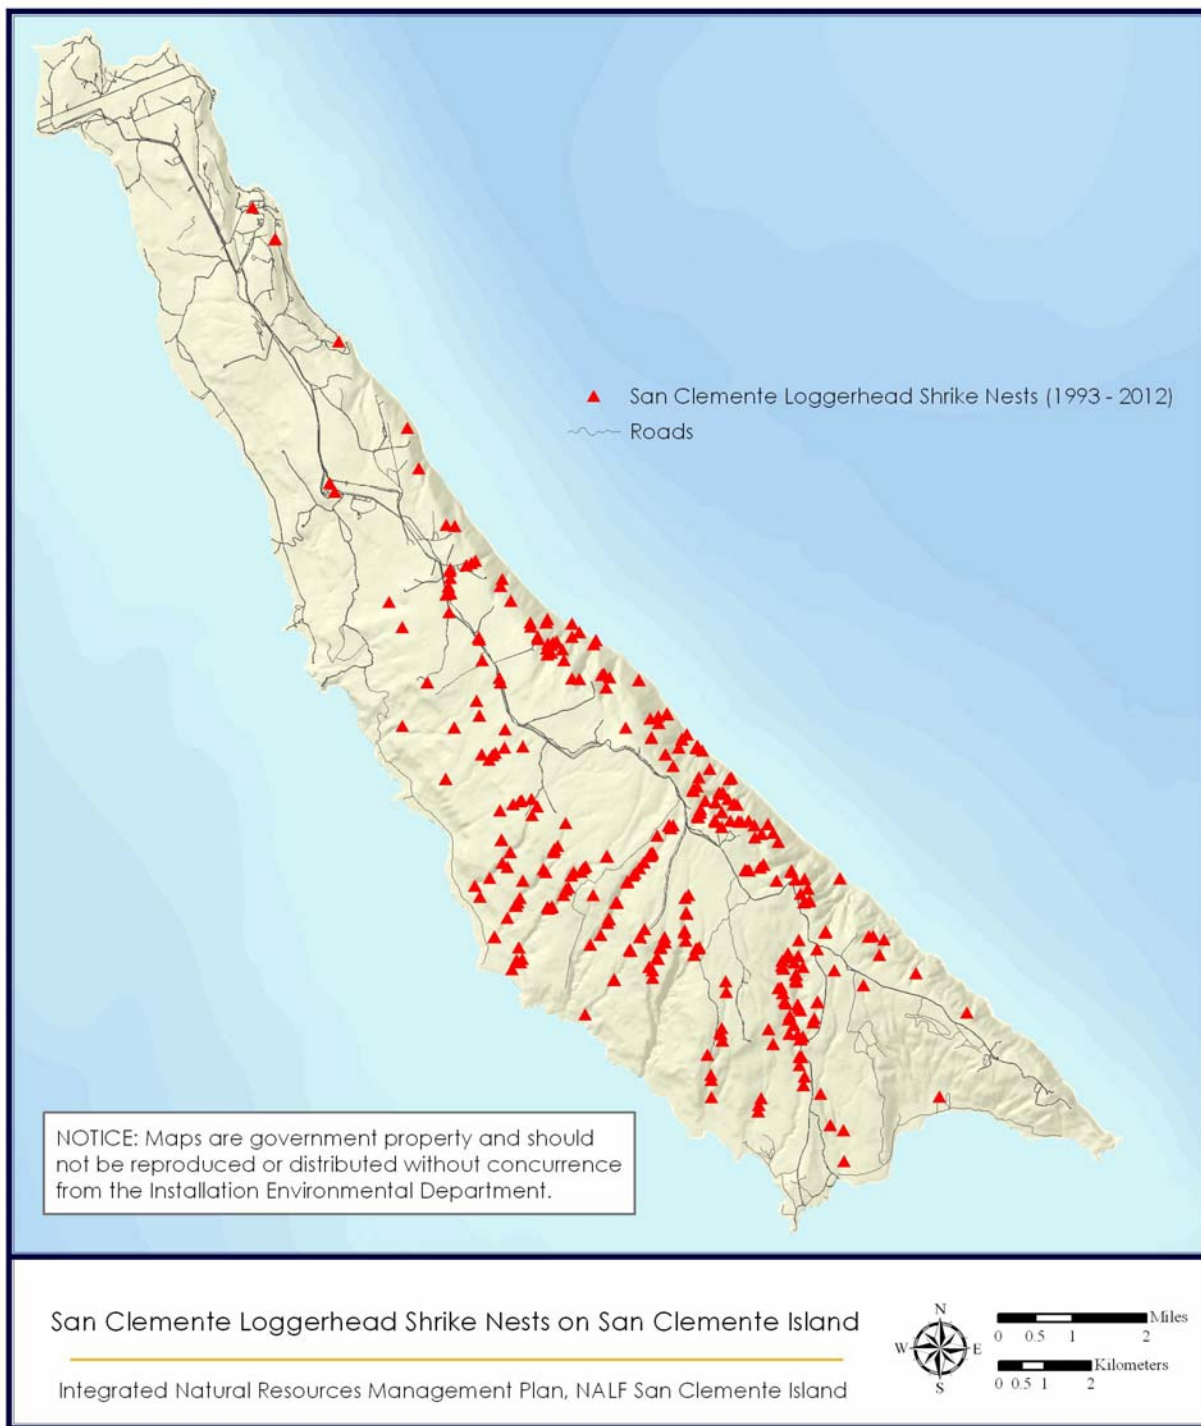 San Clemente Loggerhead Shrike Nests (1993 - 2012)
Roads
NOTICE: Maps are government property and should
not be reproduced or distributed without concurrence
from the Installation Environmental Department.
San Clemente Loggerhead Shrike Nests on San Clemente Island
Integrated Natural Resources Management Plan, NALF San Clemente Island
N
W E
S
Miles
0 0.5 1 2
Kilometers
0 0.5 1 2